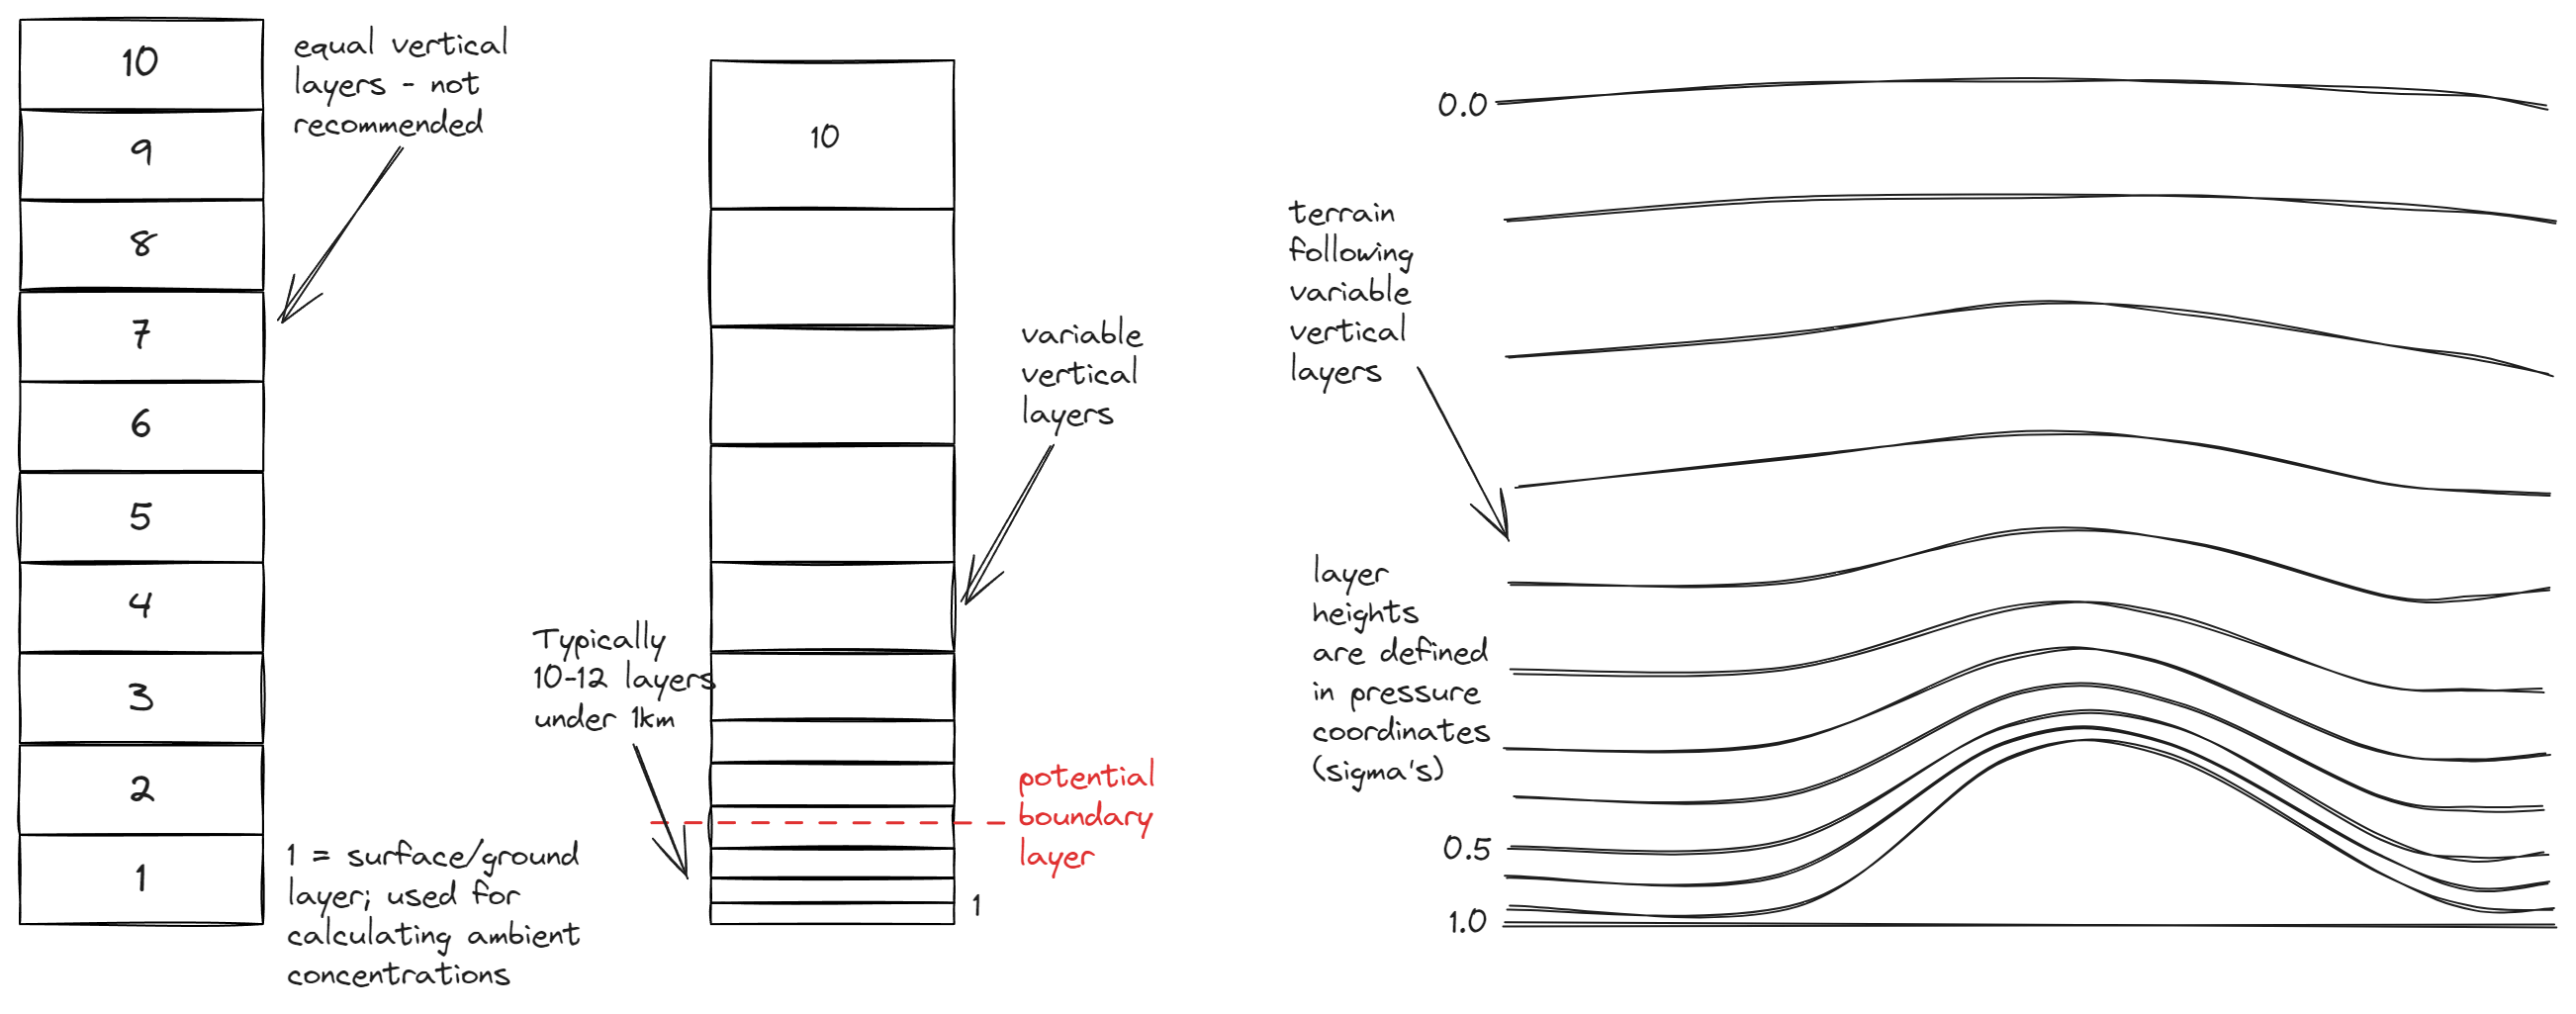 10
9
8
7
6
5
4
3
2
1
equal vertical
layers - not
recommended
1 = surface/ground
layer; used for
calculating ambient
concentrations
10
1
variable
vertical
layers
Typically
10-12 layers
under 1km
potential
boundary
layer
terrain
following
variable
vertical
layers
layer
heights
are defined
in pressure
coordinates
(sigma's)
0.0
0.5
1.0